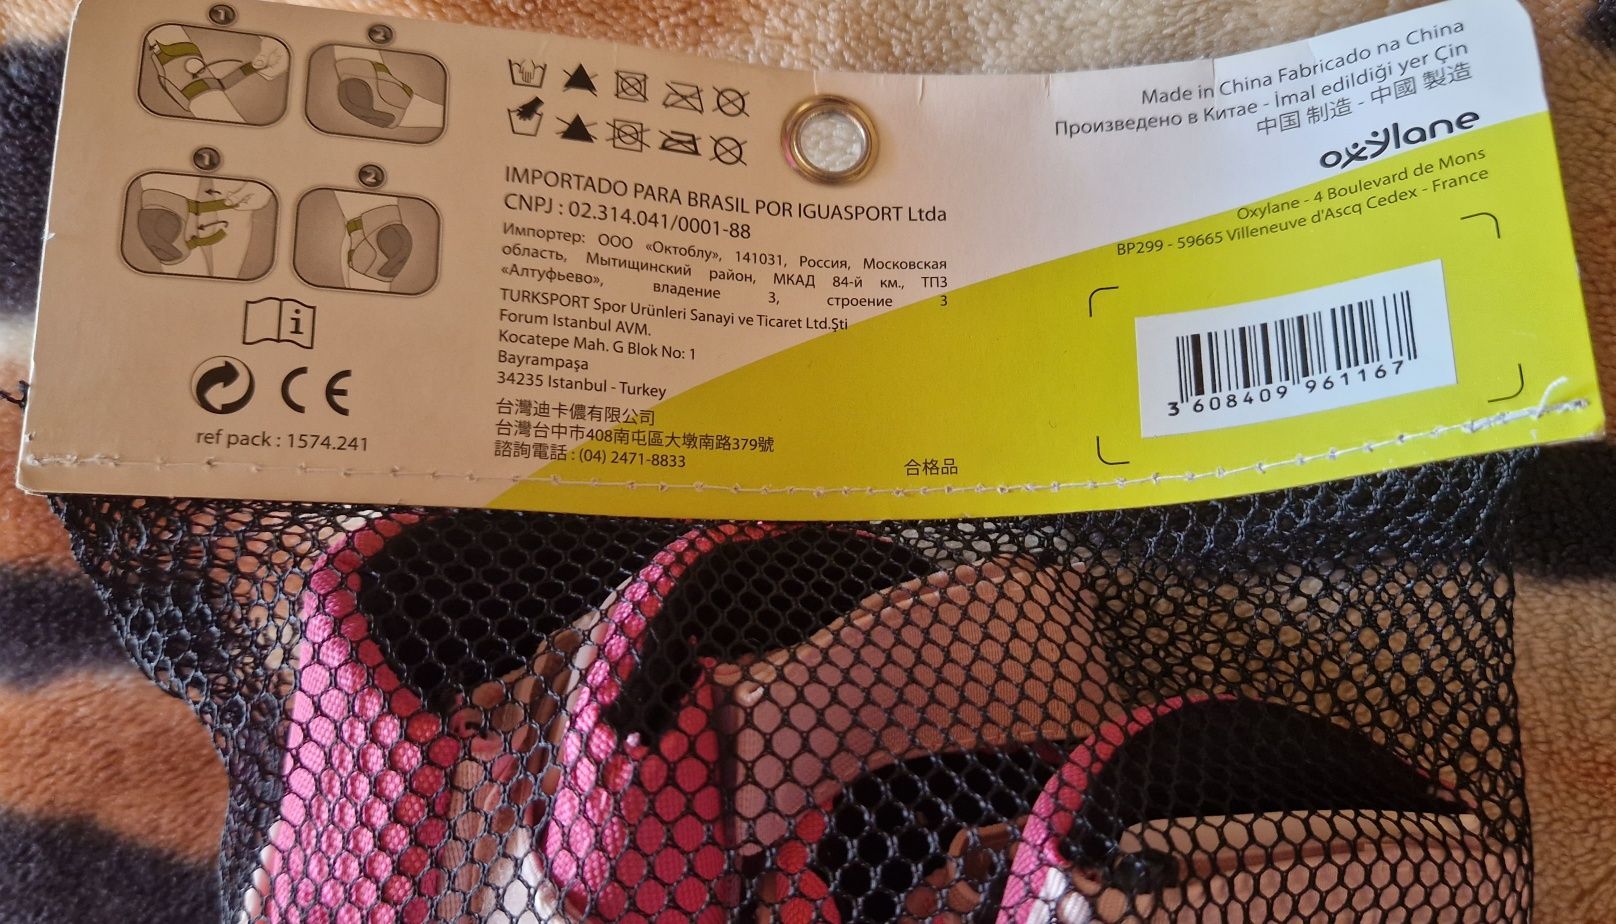 1
2
1
2
i
CE
ref pack : 1574.241
IMPORTADO PARA BRASIL POR IGUASPORT Ltda
CNPJ : 02.314.041/0001-88
Импортер: ООО «Октоблу», 141031, Россия, Московская
область, Мытищинский район, МКАД 84-й км., ТПЗ
«Алтуфьево», владение 3, строение 3
TURKSPORT Spor Urünleri Sanayi ve Ticaret Ltd.Şti
Forum Istanbul AVM.
Kocatepe Mah. G Blok No: 1
Bayrampaşa
34235 Istanbul - Turkey
台灣迪卡儂有限公司
台灣台中市408南屯區大墩南路379號
諮詢電話 : (04) 2471-8833
合格品
Made in China Fabricado na China
Произведено в Китае - İmal edildiği yer Çin
中国 制造 - 中國 製造
oxylane
Oxylane - 4 Boulevard de Mons
BP299 - 59665 Villeneuve d'Ascq Cedex - France
3 608409 961167